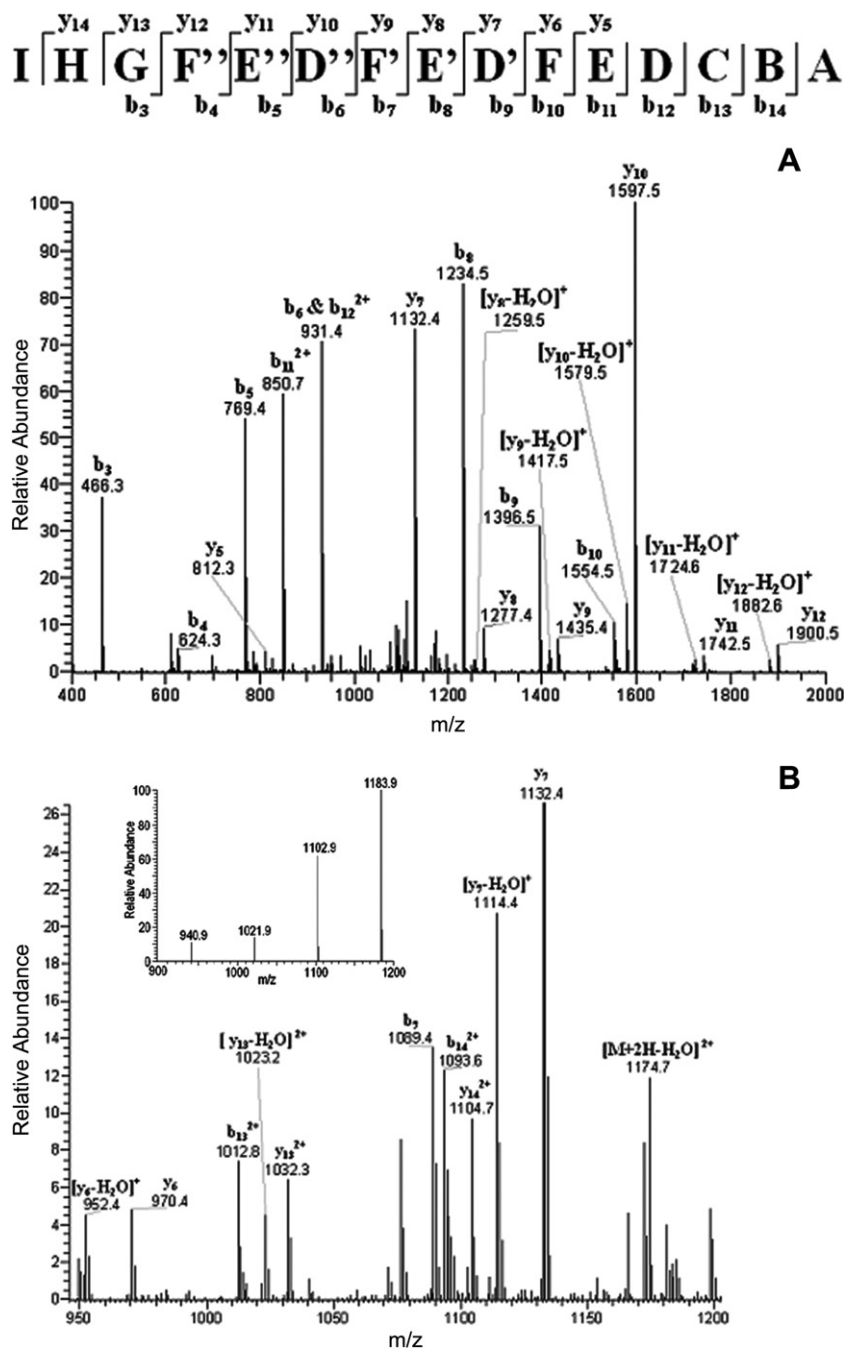 y14 y13 y12 y11 y10 y9 y8 y7 y6 y5
I H G F’’ E’’ D’’ F’ E’ D’ F E D C B A
b3 b4 b5 b6 b7 b8 b9 b10 b11 b12 b13 b14
A
y10
1597.5
b8
1234.5
[y8-H2O]+
1259.5
b6 & b12 2+
931.4
y7
1132.4
[y10-H2O]+
1579.5
b11 2+
850.7
b5
769.4
[y9-H2O]+
1417.5
b3
466.3
b9
1396.5
y5
812.3
b10
1554.5
[y11-H2O]+
1724.6
[y12-H2O]+
1882.6
b4
624.3
y8
1277.4
y9
1435.4
y11
1742.5
y12
1900.5
Relative Abundance
100
90
80
70
60
50
40
30
20
10
0
400 600 800 1000 1200 1400 1600 1800 2000
m/z
B
y7
1132.4
[y7-H2O]+
1114.4
b7
1089.4
b14 2+
1093.6
y14 2+
1104.7
[M+2H-H2O]2+
1174.7
[y13-H2O]2+
1023.2
b13 2+
1012.8
y13 2+
1032.3
[y6-H2O]+
952.4
y6
970.4
Relative Abundance
26
24
22
20
18
16
14
12
10
8
6
4
2
0
950 1000 1050 1100 1150 1200
m/z
1183.9
1102.9
1021.9
940.9
Relative Abundance
100
80
60
40
20
0
900 1000 1100 1200
m/z